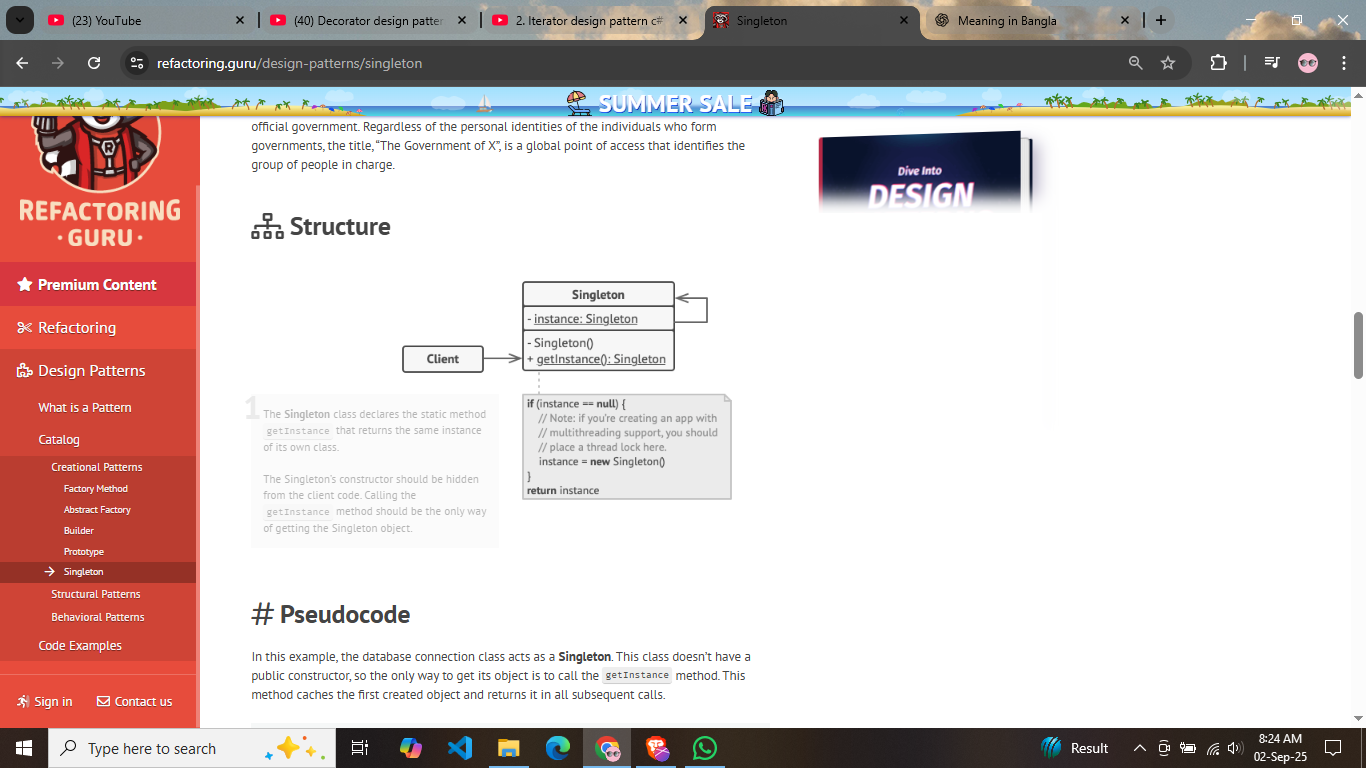 (23) YouTube
(40) Decorator design patter
2. Iterator design pattern c#
Singleton
Meaning in Bangla
refactoring.guru/design-patterns/singleton
SUMMER SALE
official government. Regardless of the personal identities of the individuals who form
governments, the title, “The Government of X”, is a global point of access that identifies the
group of people in charge.
Dive Into
DESIGN
R
REFACTORING
· GURU ·
Premium Content
Refactoring
Design Patterns
What is a Pattern
Catalog
Creational Patterns
Factory Method
Abstract Factory
Builder
Prototype
Singleton
Structural Patterns
Behavioral Patterns
Code Examples
Sign in
Contact us
Structure
Singleton
- instance: Singleton
- Singleton()
+ getInstance(): Singleton
Client
1
The Singleton class declares the static method
getInstance that returns the same instance
of its own class.
The Singleton’s constructor should be hidden
from the client code. Calling the
getInstance method should be the only way
of getting the Singleton object.
if (instance == null) {
// Note: if you’re creating an app with
// multithreading support, you should
// place a thread lock here.
instance = new Singleton()
}
return instance
# Pseudocode
In this example, the database connection class acts as a Singleton. This class doesn’t have a
public constructor, so the only way to get its object is to call the getInstance method. This
method caches the first created object and returns it in all subsequent calls.
Type here to search
Result
8:24 AM
02-Sep-25